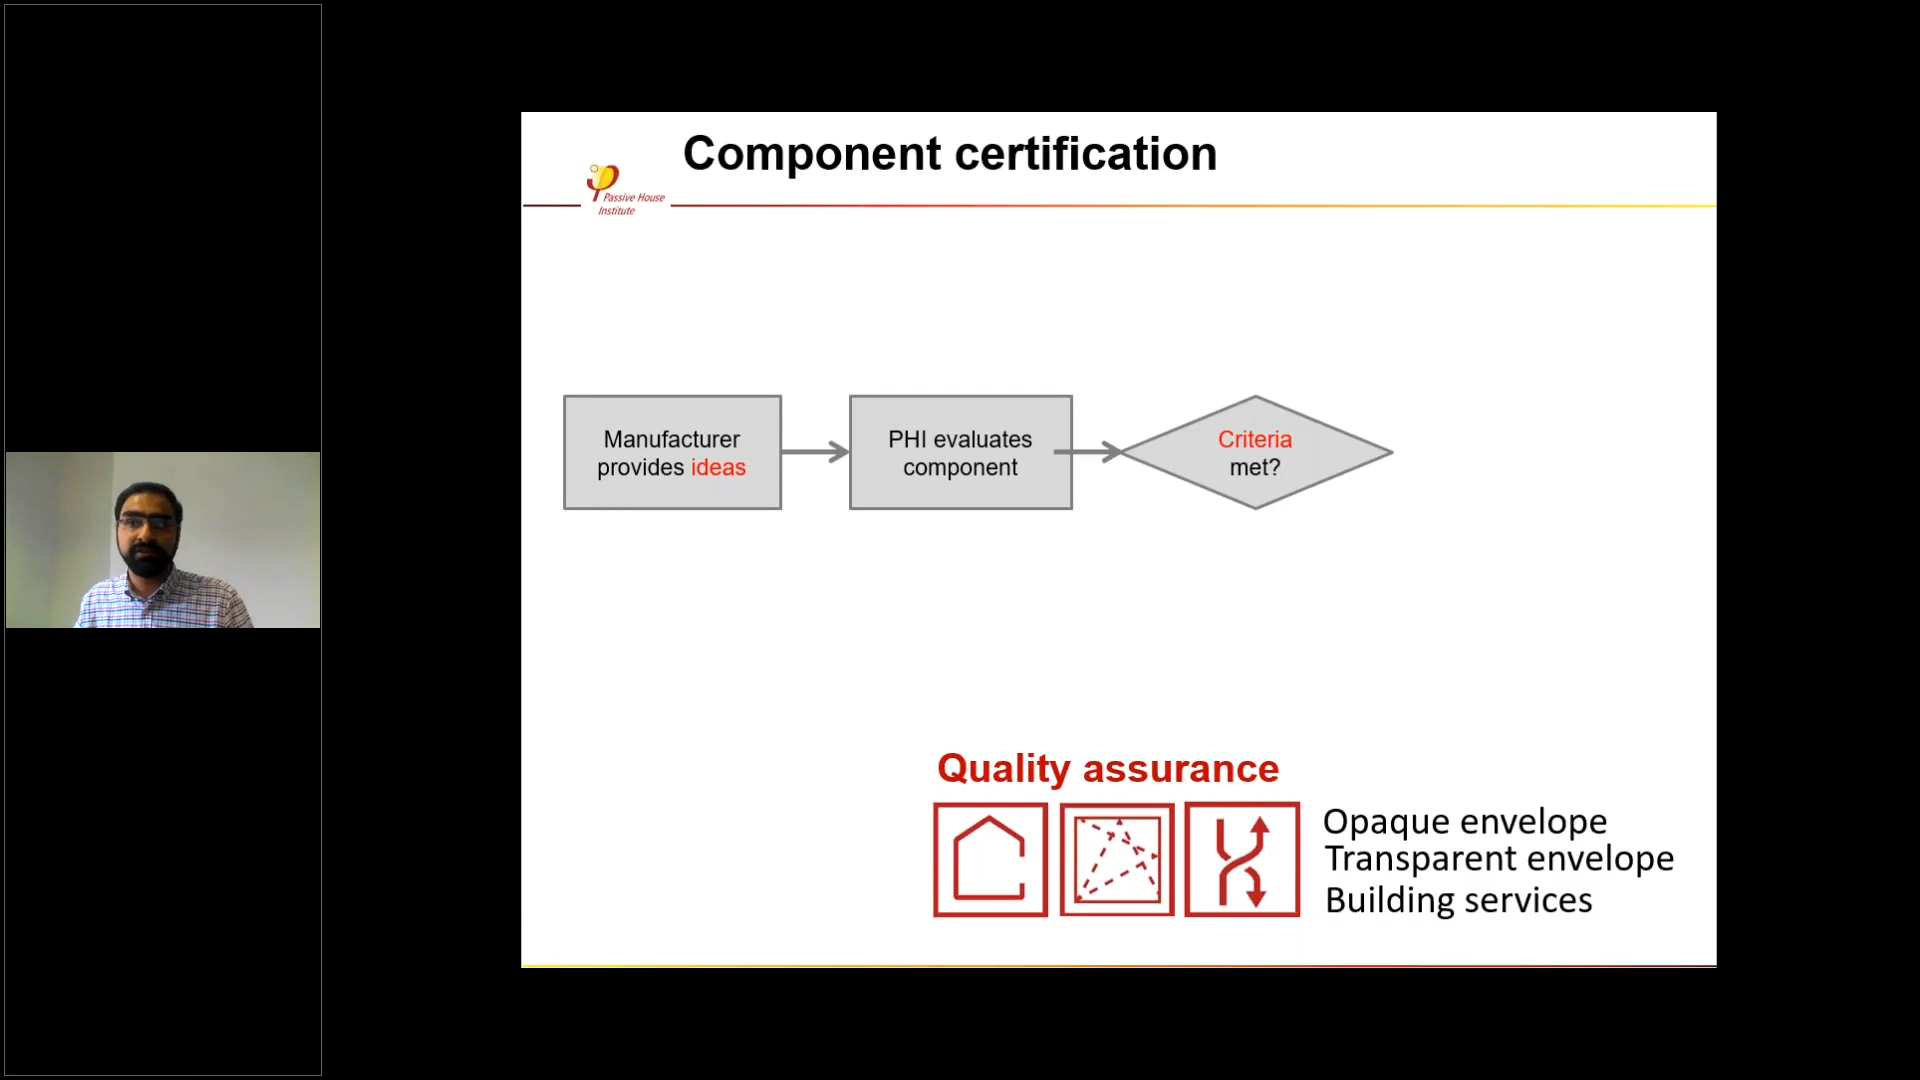 Component certification
Passive House
Institute
Manufacturer
provides ideas
PHI evaluates
component
Criteria
met?
Quality assurance
Opaque envelope
Transparent envelope
Building services